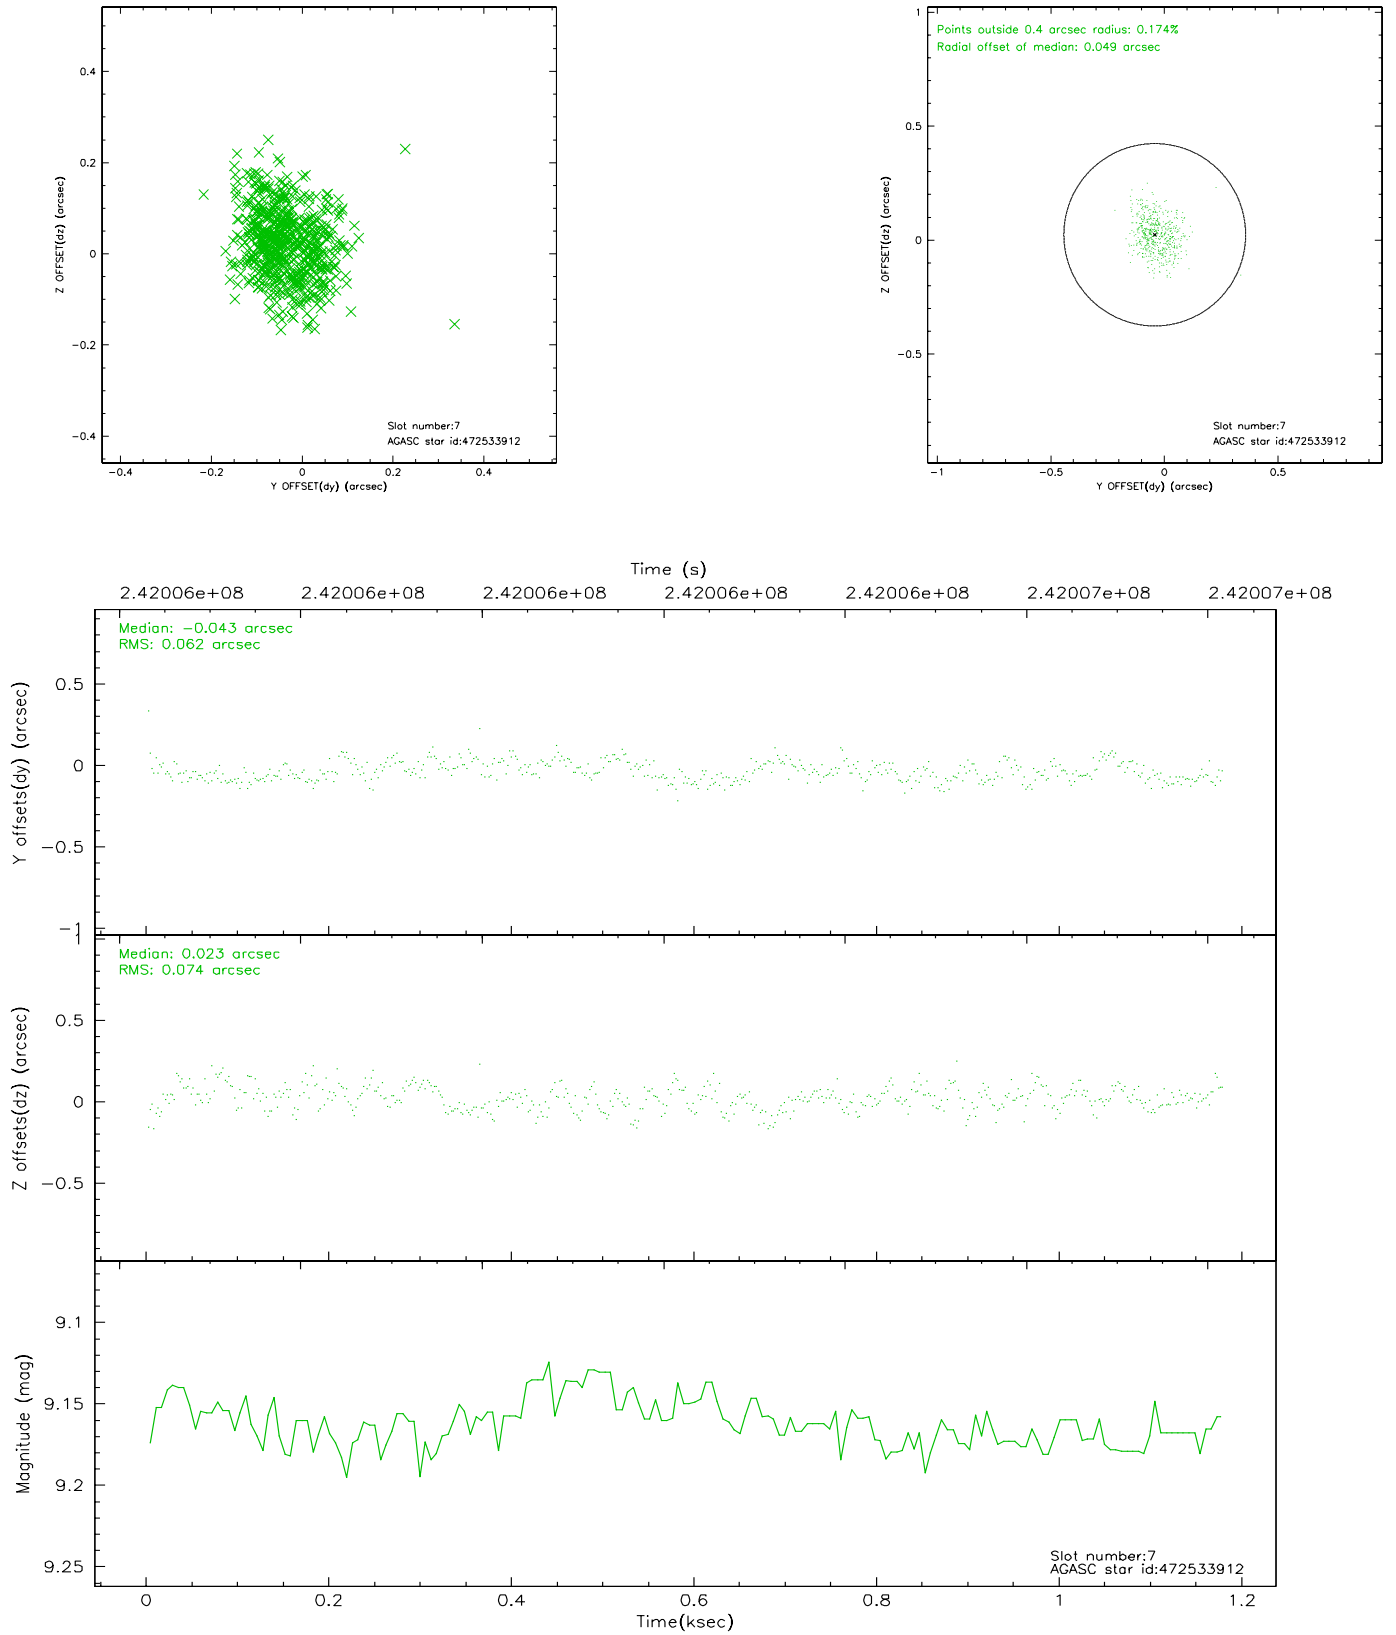 0.4
0.2
0
−0.2
−0.4
Z OFFSET(dz) (arcsec)
Slot number:7
AGASC star id:472533912
−0.4
−0.2
0
0.2
0.4
Y OFFSET(dy) (arcsec)
Points outside 0.4 arcsec radius: 0.174%
Radial offset of median: 0.049 arcsec
1
0.5
0
−0.5
Z OFFSET(dz) (arcsec)
Slot number:7
AGASC star id:472533912
−1
−0.5
0
0.5
Y OFFSET(dy) (arcsec)
Time (s)
2.42006e+08 2.42006e+08 2.42006e+08 2.42006e+08 2.42006e+08 2.42007e+08 2.42007e+08
Median: −0.043 arcsec
RMS: 0.062 arcsec
0.5
0
−0.5
−1
Y offsets(dy) (arcsec)
Median: 0.023 arcsec
RMS: 0.074 arcsec
1
0.5
0
−0.5
Z offsets(dz) (arcsec)
9.1
9.15
9.2
9.25
Magnitude (mag)
Slot number:7
AGASC star id:472533912
0 0.2 0.4 0.6 0.8 1 1.2
Time(ksec)